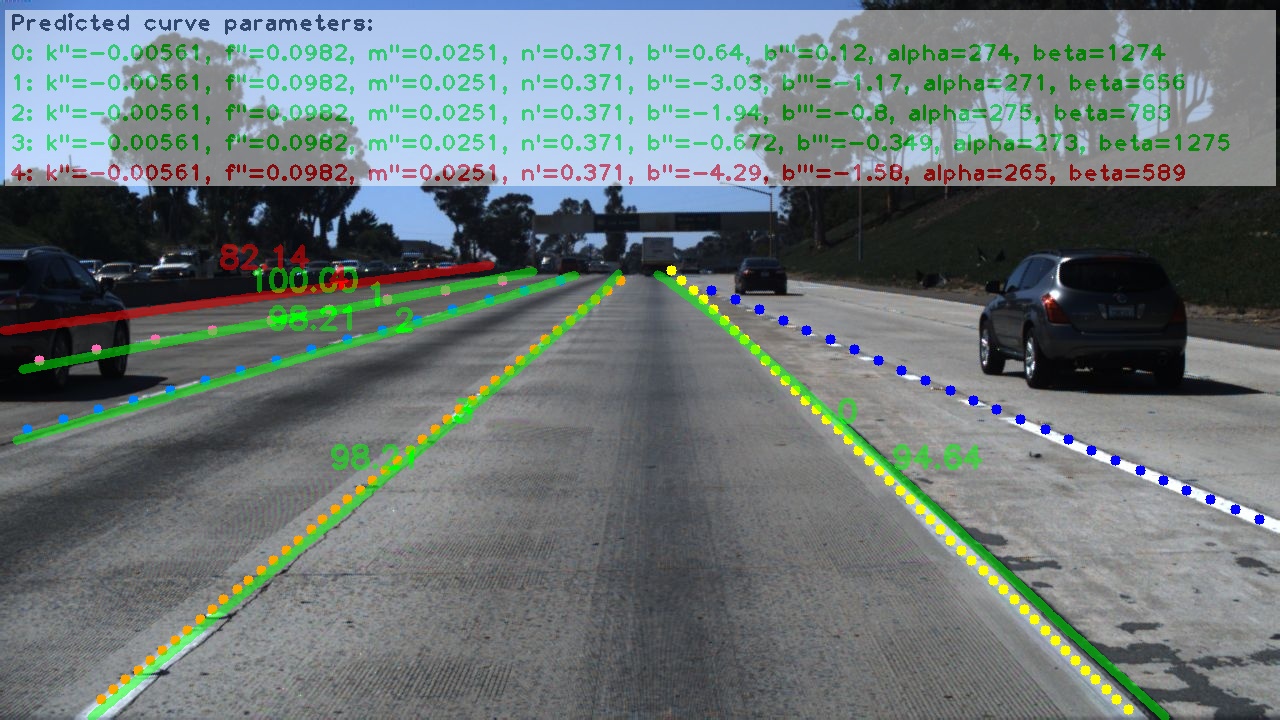 Predicted curve parameters:
0: k''=-0.00561, f''=0.0982, m''=0.0251, n'=0.371, b''=0.64, b'''=0.12, alpha=274, beta=1274
1: k''=-0.00561, f''=0.0982, m''=0.0251, n'=0.371, b''=-3.03, b'''=-1.17, alpha=271, beta=656
2: k''=-0.00561, f''=0.0982, m''=0.0251, n'=0.371, b''=-1.94, b'''=-0.8, alpha=275, beta=783
3: k''=-0.00561, f''=0.0982, m''=0.0251, n'=0.371, b''=-0.672, b'''=-0.349, alpha=273, beta=1275
4: k''=-0.00561, f''=0.0982, m''=0.0251, n'=0.371, b''=-4.29, b'''=-1.58, alpha=265, beta=589
82.14
4
100.00
1
98.21
2
3
0
98.21
94.64